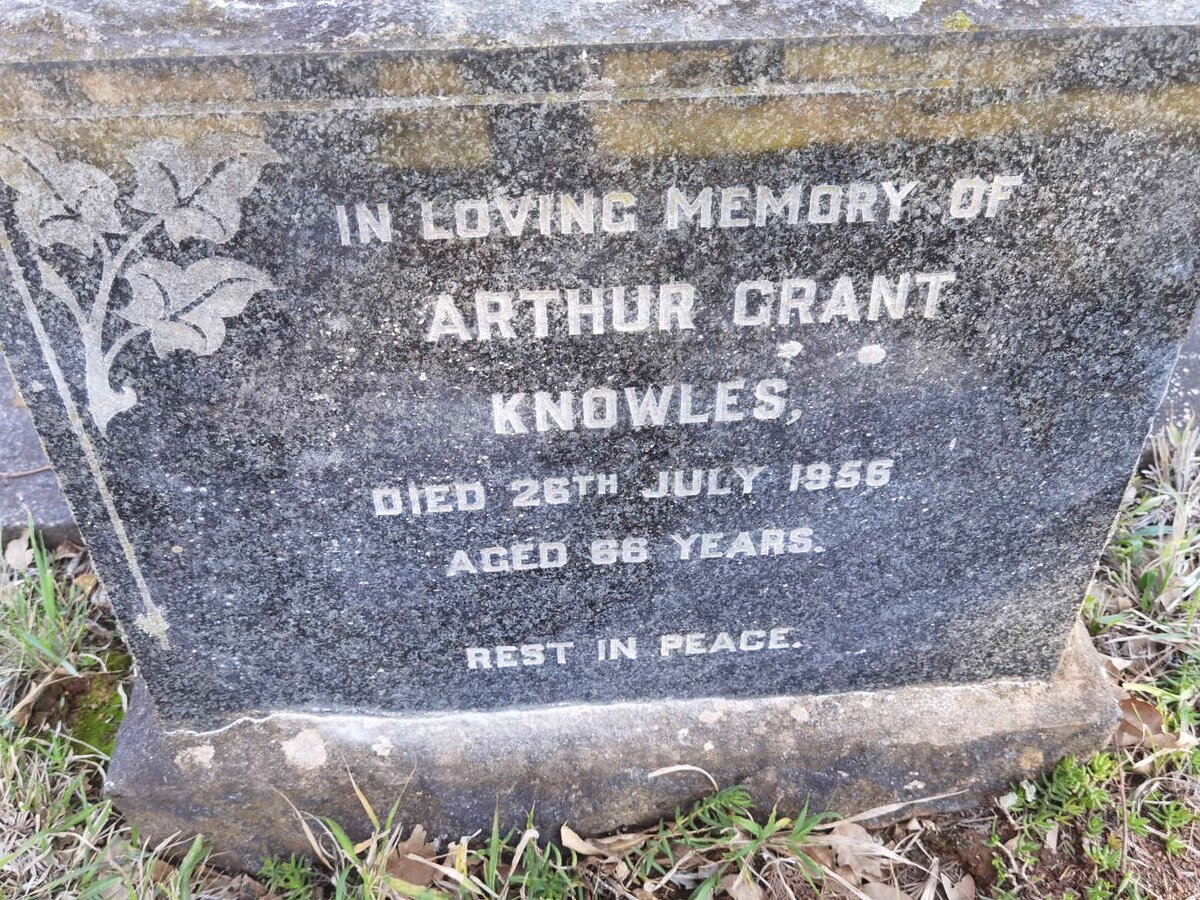 IN LOVING MEMORY OF
ARTHUR GRANT
KNOWLES,
DIED 26TH JULY 1956
AGED 66 YEARS.
REST IN PEACE.